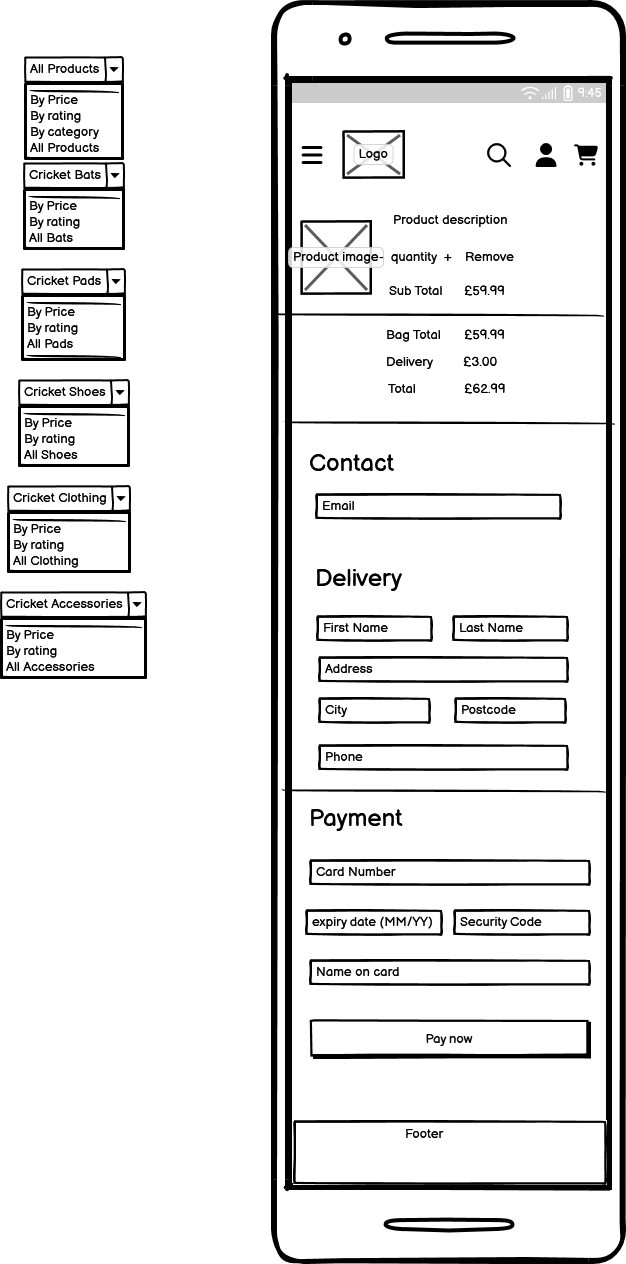 All Products
By Price
By rating
By category
All Products
Cricket Bats
By Price
By rating
All Bats
Cricket Pads
By Price
By rating
All Pads
Cricket Shoes
By Price
By rating
All Shoes
Cricket Clothing
By Price
By rating
All Clothing
Cricket Accessories
By Price
By rating
All Accessories
9:45
Logo
Product description
Product image- quantity + Remove
Sub Total £59.99
Bag Total £59.99
Delivery £3.00
Total £62.99
Contact
Email
Delivery
First Name Last Name
Address
City Postcode
Phone
Payment
Card Number
expiry date (MM/YY) Security Code
Name on card
Pay now
Footer